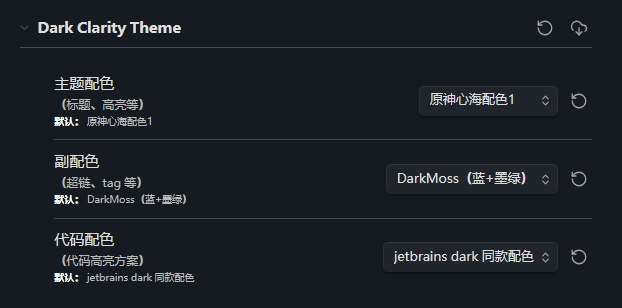 Dark Clarity Theme
主题配色
（标题、高亮等）
默认： 原神心海配色1
原神心海配色1
副配色
（超链、tag 等）
默认： DarkMoss（蓝+墨绿）
DarkMoss（蓝+墨绿）
代码配色
（代码高亮方案）
默认： jetbrains dark 同款配色
jetbrains dark 同款配色